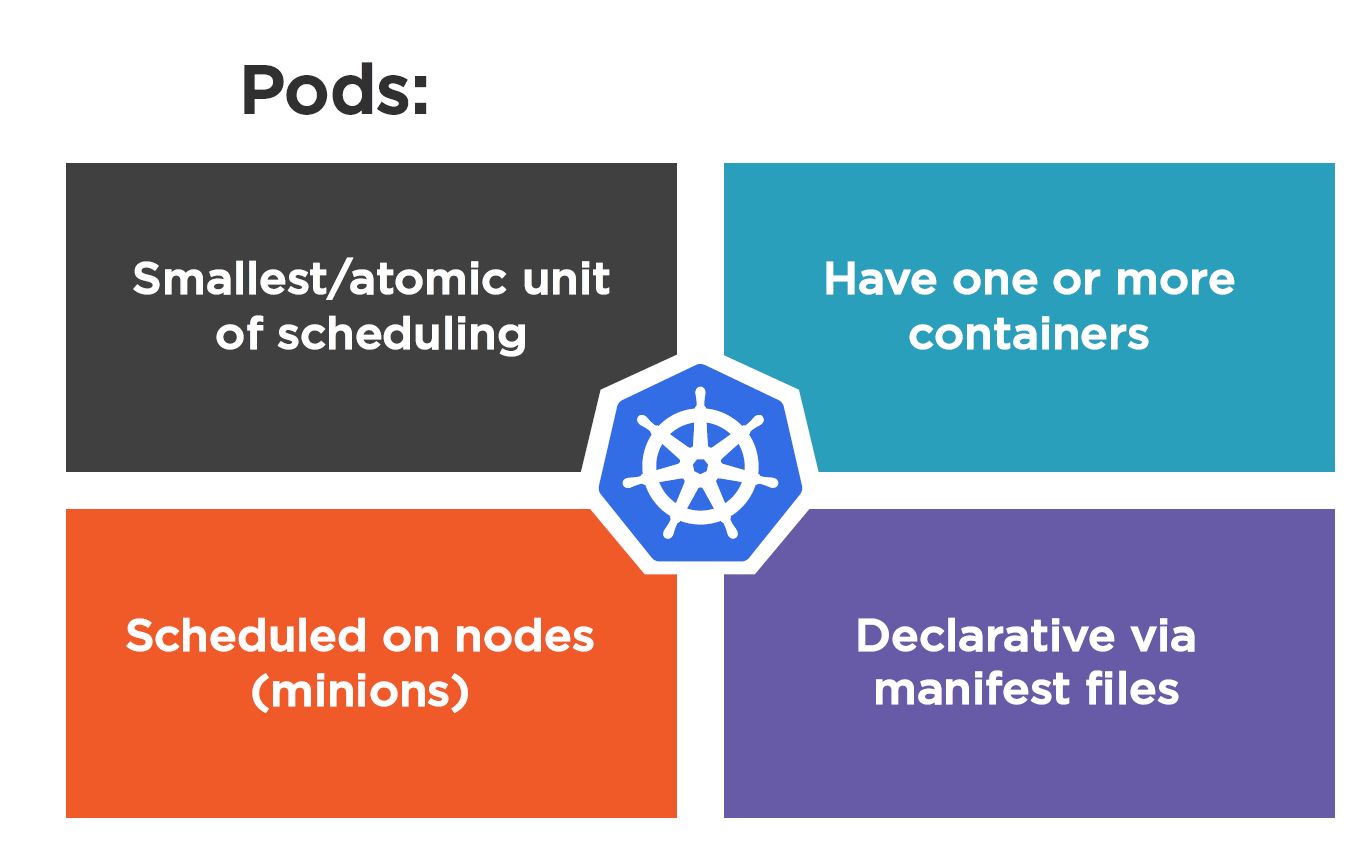 Pods:
Smallest/atomic unit
of scheduling
Have one or more
containers
Scheduled on nodes
(minions)
Declarative via
manifest files